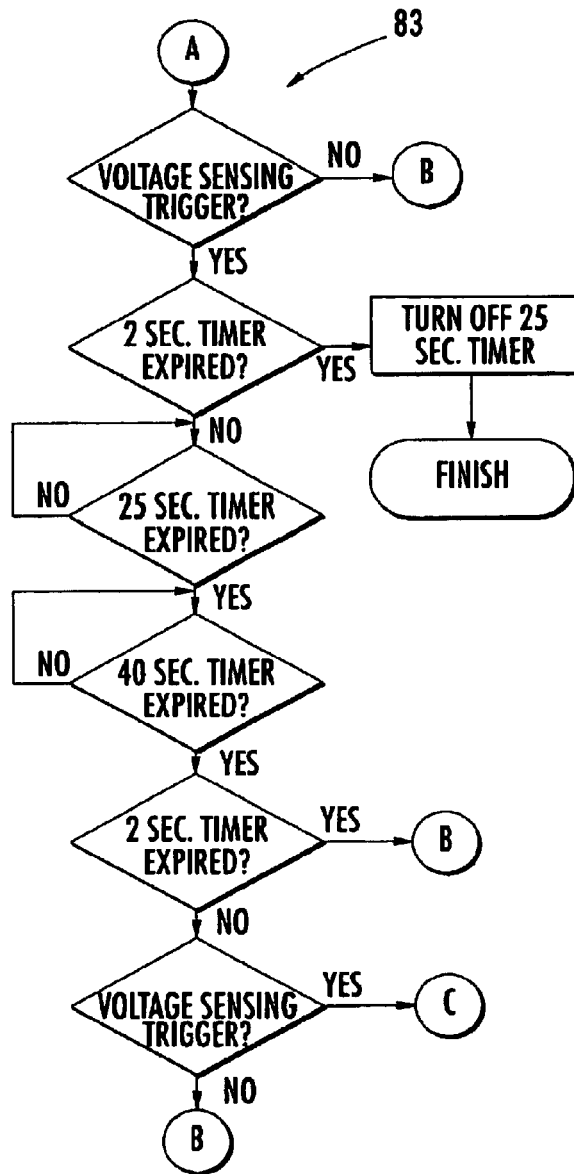 83
A
VOLTAGE SENSING
TRIGGER?
NO
B
YES
2 SEC. TIMER
EXPIRED?
YES
TURN OFF 25
SEC. TIMER
NO
FINISH
25 SEC. TIMER
EXPIRED?
NO
YES
40 SEC. TIMER
EXPIRED?
NO
YES
2 SEC. TIMER
EXPIRED?
YES
B
NO
VOLTAGE SENSING
TRIGGER?
YES
C
NO
B